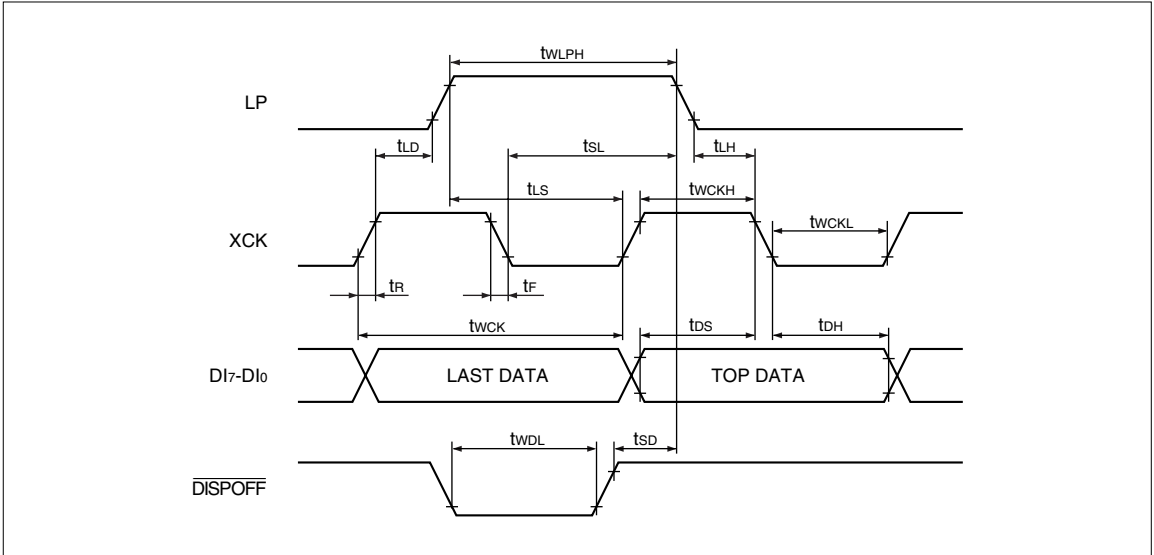 tWLPH
LP
tLD
tSL
tLH
tLS
tWCKH
XCK
tWCKL
tR
tF
tWCK
tDS
tDH
DI7-DI0
LAST DATA
TOP DATA
tWDL
tSD
DISPOFF